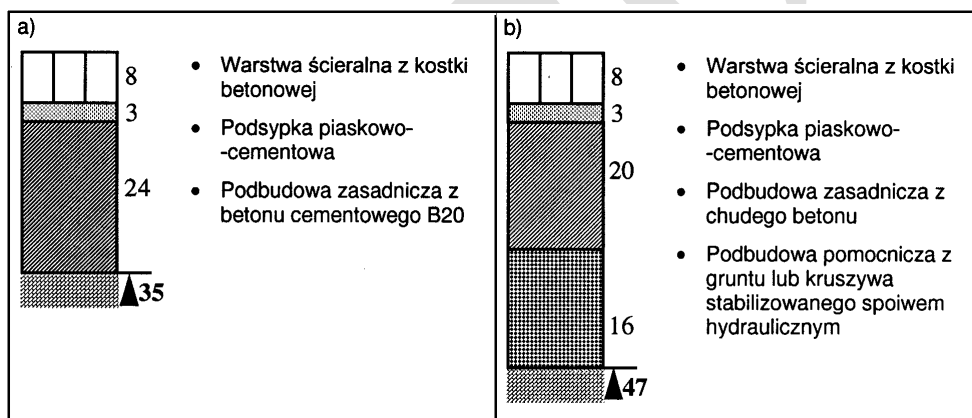 a)
8
3
24
35
• Warstwa ścieralna z kostki
betonowej
• Podsypka piaskowo-
-cementowa
• Podbudowa zasadnicza z
betonu cementowego B20
b)
8
3
20
16
47
• Warstwa ścieralna z kostki
betonowej
• Podsypka piaskowo-
-cementowa
• Podbudowa zasadnicza z
chudego betonu
• Podbudowa pomocnicza z
gruntu lub kruszywa
stabilizowanego spoiwem
hydraulicznym